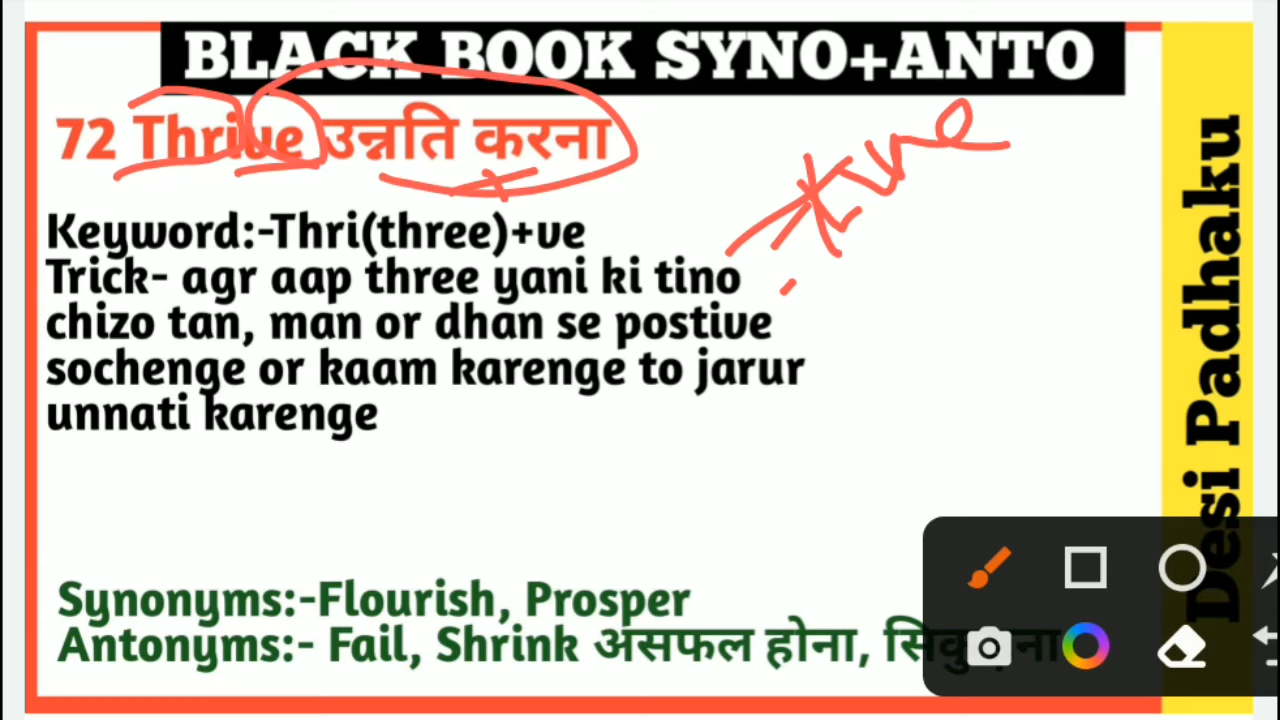 BLACK BOOK SYNO+ANTO
72 Thrive उन्नति करना
Keyword:-Thri(three)+ve
Trick- agr aap three yani ki tino
chizo tan, man or dhan se postive
sochenge or kaam karenge to jarur
unnati karenge
Synonyms:-Flourish, Prosper
Antonyms:- Fail, Shrink असफल होना, सिकुड़ना
Desi Padhaku